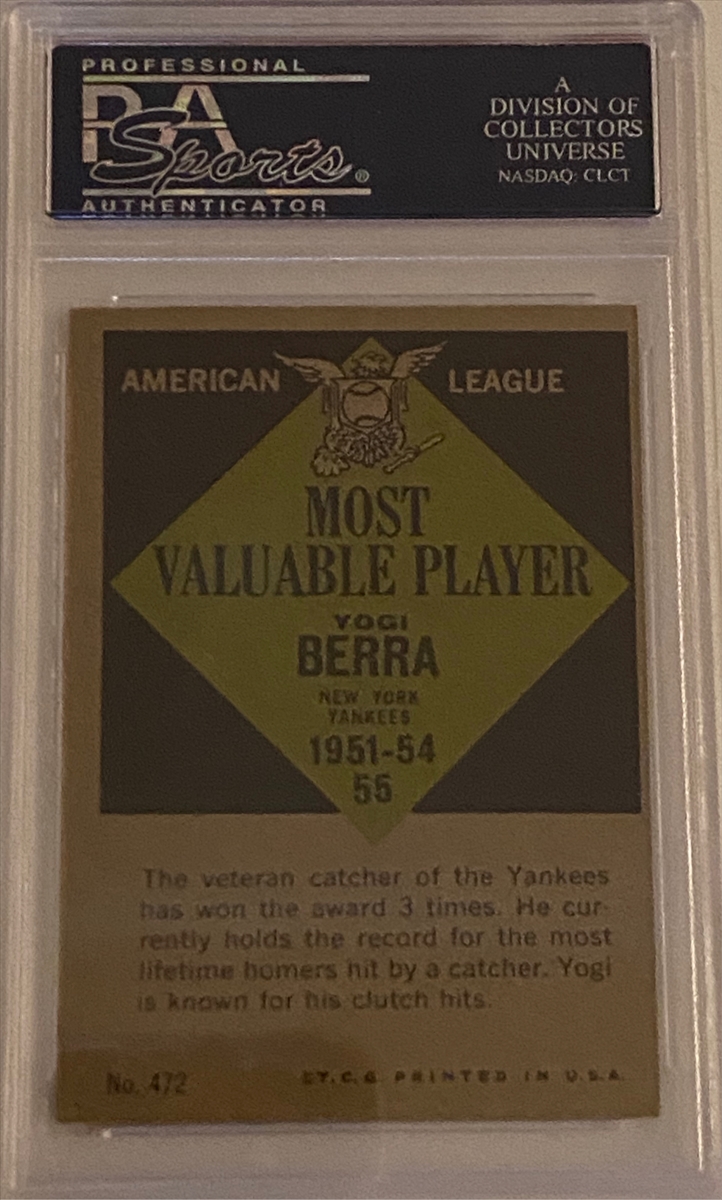 PROFESSIONAL
PSA
Sports®
AUTHENTICATOR
A
DIVISION OF
COLLECTORS
UNIVERSE
NASDAQ: CLCT
AMERICAN LEAGUE
MOST
VALUABLE PLAYER
YOGI
BERRA
NEW YORK
YANKEES
1951-54
55
The veteran catcher of the Yankees
has won the award 3 times. He cur-
rently holds the record for the most
lifetime homers hit by a catcher. Yogi
is known for his clutch hits.
No. 472
©T.C.G. PRINTED IN U.S.A.